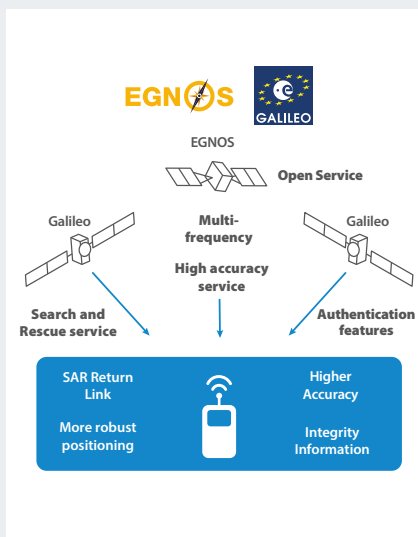 EGNOS
GALILEO
EGNOS
Open Service
Galileo
Multi-
frequency
Galileo
High accuracy
service
Search and
Rescue service
Authentication
features
SAR Return
Link
Higher
Accuracy
More robust
positioning
Integrity
Information